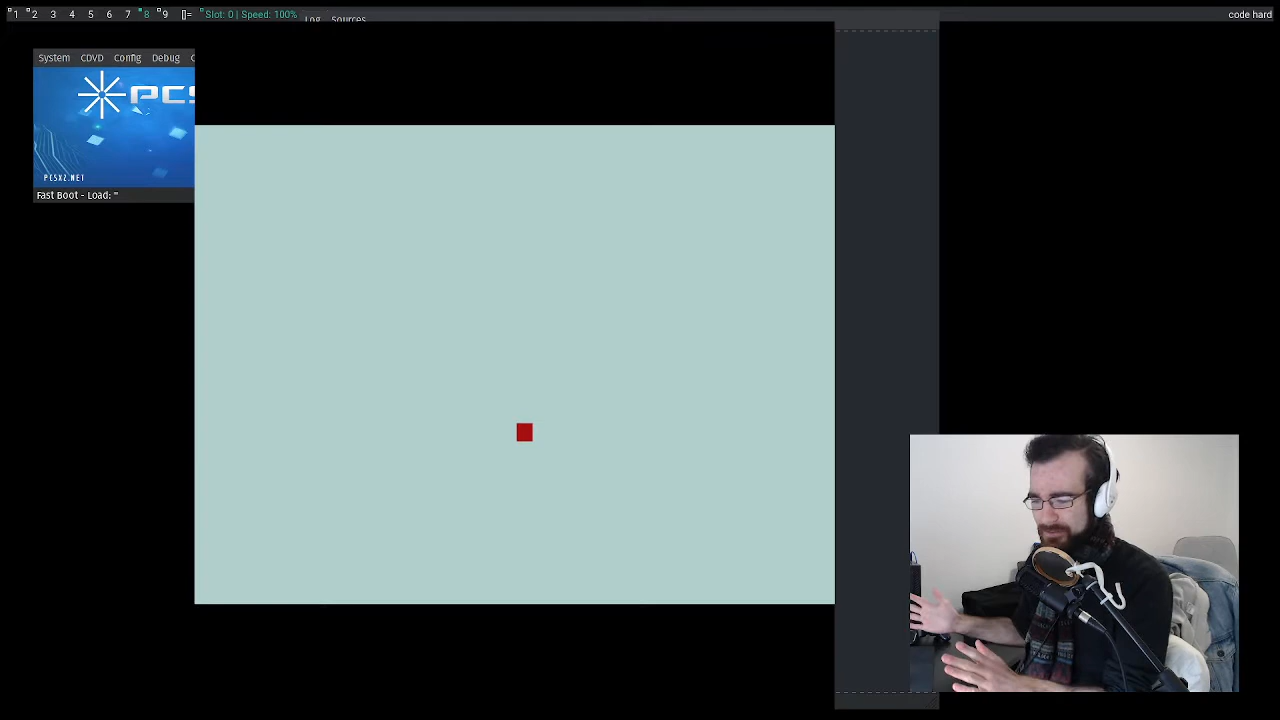 1 2 3 4 5 6 7 8 9 []= Slot: 0 | Speed: 100% Log Sources code hard
System CDVD Config Debug
PCS
PCSX2.NET
Fast Boot - Load: ""